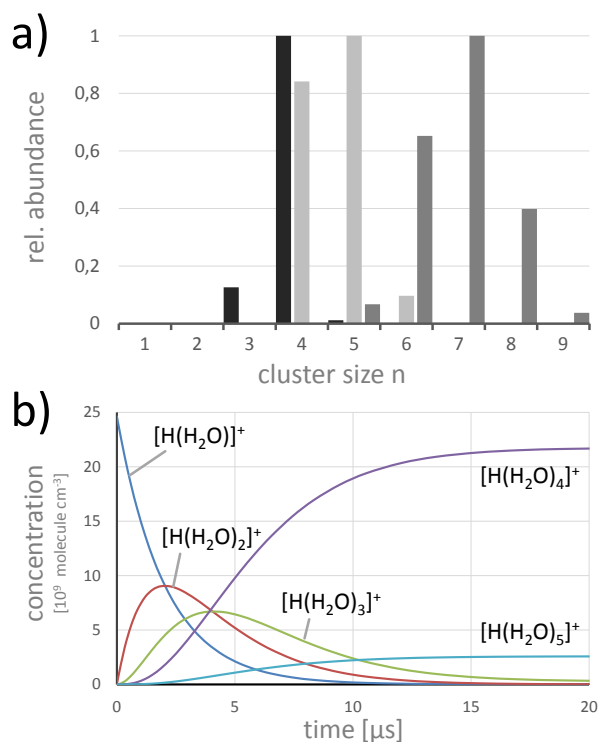 a)
rel. abundance
1
0,8
0,6
0,4
0,2
0
1 2 3 4 5 6 7 8 9
cluster size n
b)
concentration
[10⁹ molecule cm⁻³]
25
20
15
10
5
0
[H(H₂O)]⁺
[H(H₂O)₂]⁺
[H(H₂O)₃]⁺
[H(H₂O)₄]⁺
[H(H₂O)₅]⁺
0 5 10 15 20
time [µs]